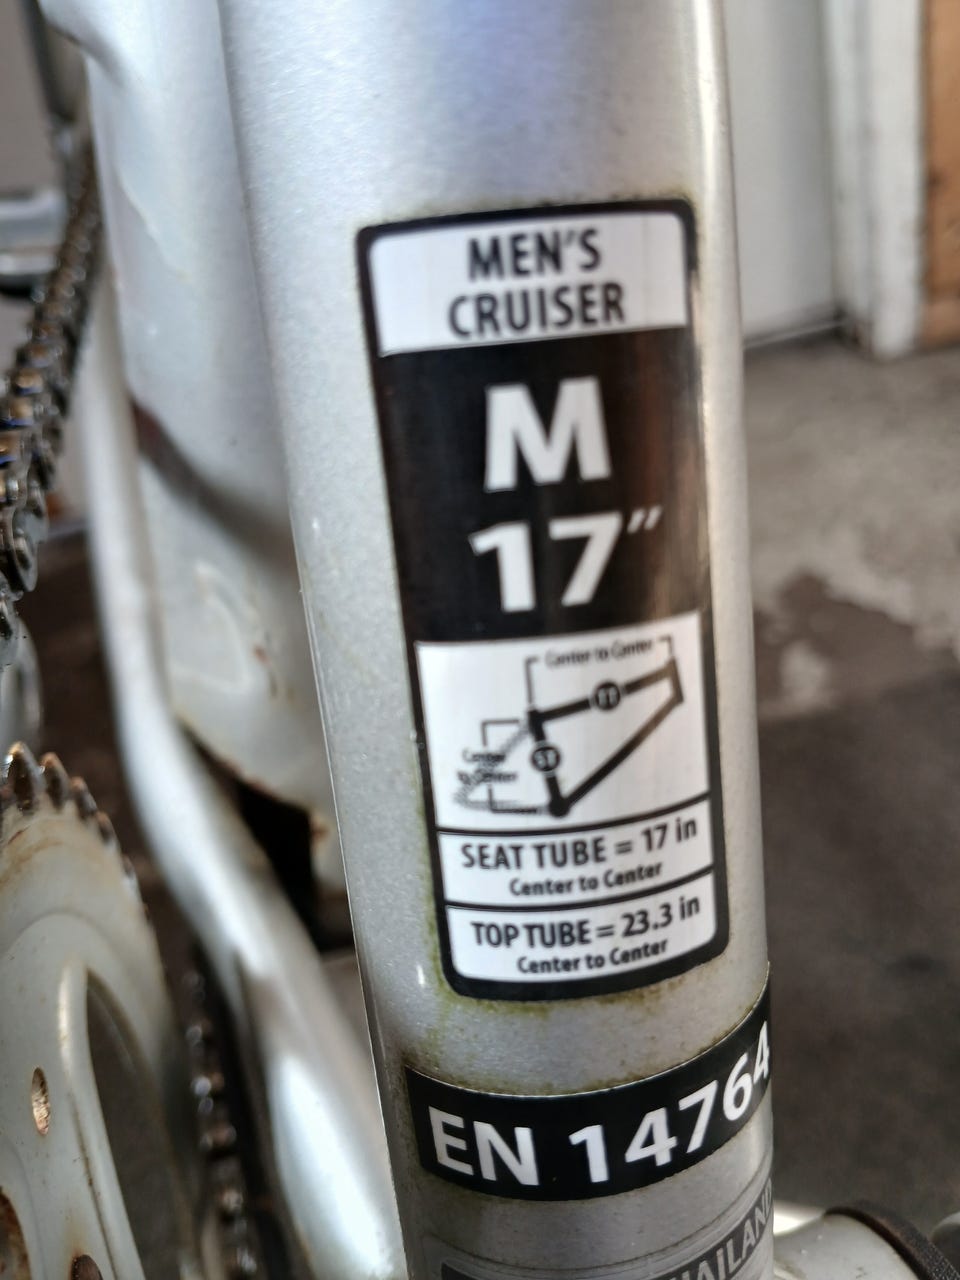 MEN'S
CRUISER
M
17"
Center to Center
TT
ST
Center
to Center
SEAT TUBE = 17 in
Center to Center
TOP TUBE = 23.3 in
Center to Center
EN 14764